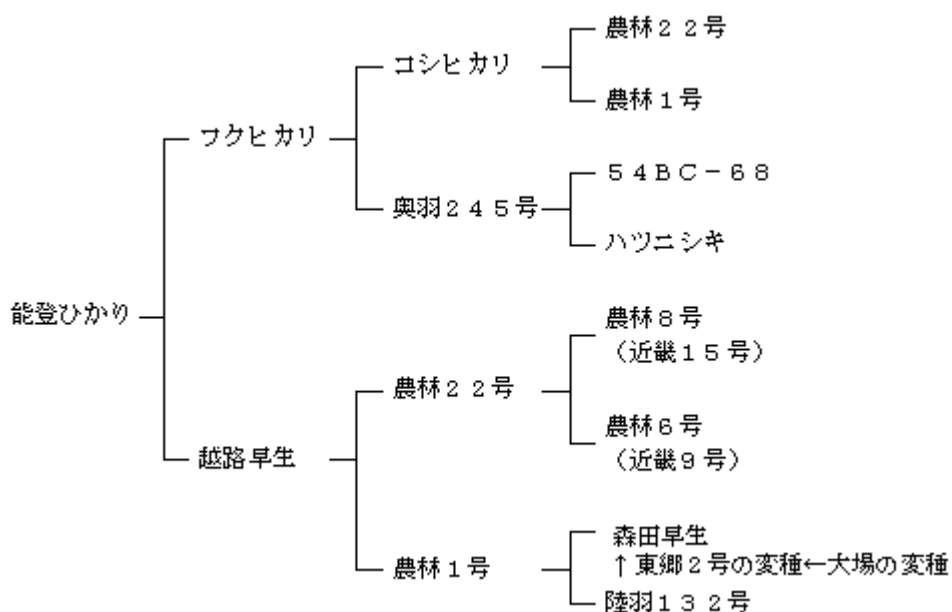 農林２２号
コシヒカリ
農林１号
フクヒカリ
５４ＢＣ－６８
奥羽２４５号
ハツニシキ
能登ひかり
農林８号
（近畿１５号）
農林２２号
農林６号
（近畿９号）
越路早生
森田早生
↑東郷２号の変種←大場の変種
農林１号
陸羽１３２号